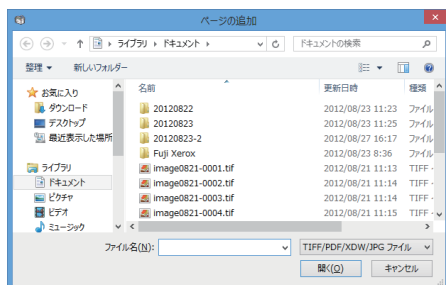 ページの追加
ライブラリ ▸ ドキュメント ▸
ドキュメントの検索
整理 ▼ 新しいフォルダー
お気に入り
ダウンロード
デスクトップ
最近表示した場所
ライブラリ
ドキュメント
ピクチャ
ビデオ
ミュージック
名前 更新日時 種類
20120822 2012/08/23 11:23 ファイル
20120823 2012/08/23 11:25 ファイル
20120823-2 2012/08/27 16:17 ファイル
Fuji Xerox 2012/08/23 8:36 ファイル
image0821-0001.tif 2012/08/21 11:13 TIFF
image0821-0002.tif 2012/08/21 11:14 TIFF
image0821-0003.tif 2012/08/21 11:14 TIFF
image0821-0004.tif 2012/08/21 11:15 TIFF
ファイル名(N): TIFF/PDF/XDW/JPG ファイル
開く(O) キャンセル